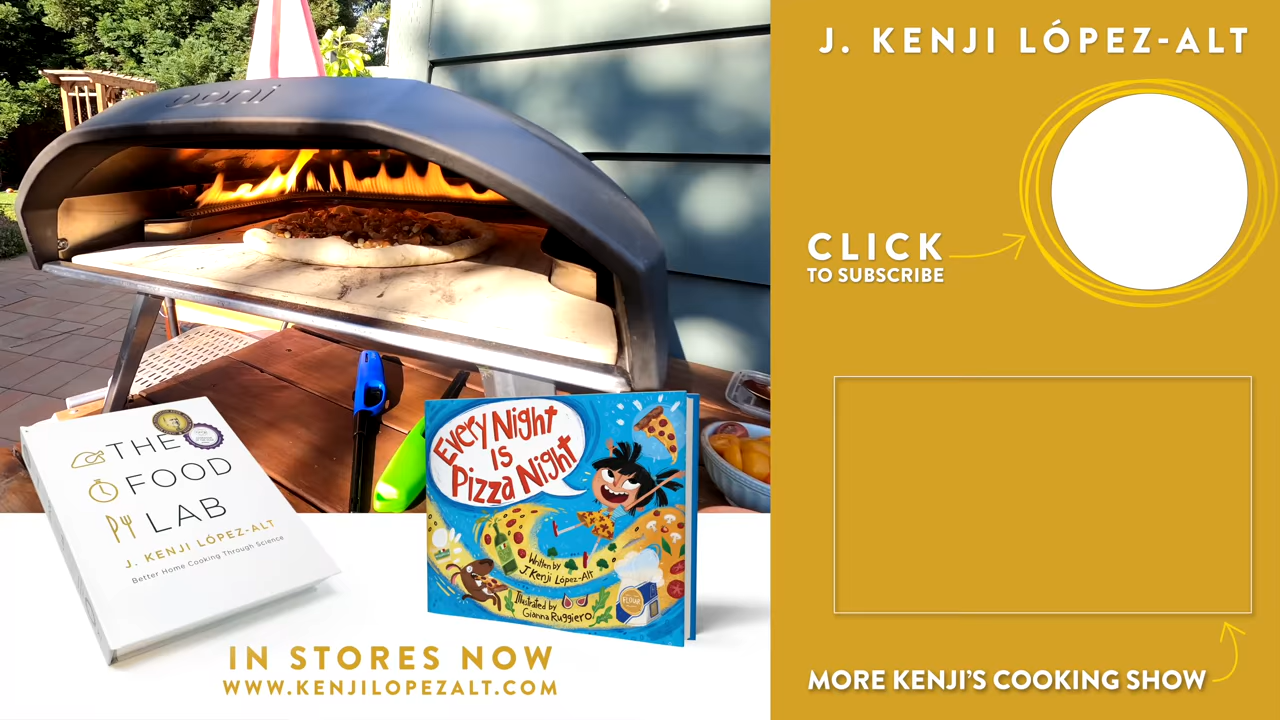 ooni
J. KENJI LÓPEZ-ALT
CLICK
TO SUBSCRIBE
THE
FOOD
LAB
J. KENJI LÓPEZ-ALT
Better Home Cooking Through Science
Every Night
is
Pizza Night
Written by
J. Kenji López-Alt
Illustrated by
Gianna Ruggiero
FLOUR
IN STORES NOW
WWW.KENJILOPEZALT.COM
MORE KENJI'S COOKING SHOW